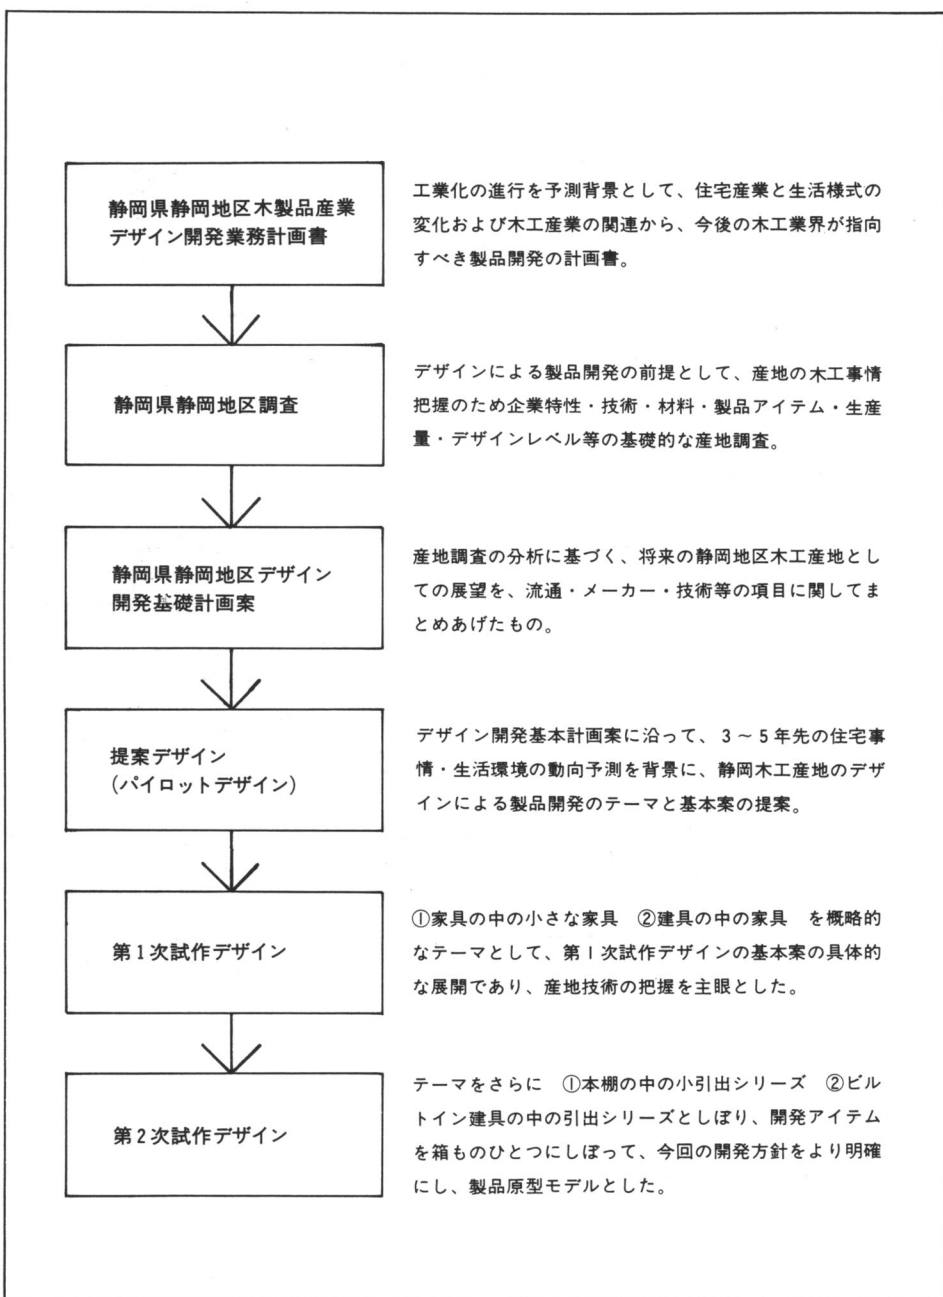 静岡県静岡地区木製品産業
デザイン開発業務計画書
工業化の進行を予測背景として、住宅産業と生活様式の
変化および木工産業の関連から、今後の木工業界が指向
すべき製品開発の計画書。
静岡県静岡地区調査
デザインによる製品開発の前提として、産地の木工事情
把握のため企業特性・技術・材料・製品アイテム・生産
量・デザインレベル等の基礎的な産地調査。
静岡県静岡地区デザイン
開発基礎計画案
産地調査の分析に基づく、将来の静岡地区木工産地とし
ての展望を、流通・メーカー・技術等の項目に関してま
とめあげたもの。
提案デザイン
(パイロットデザイン)
デザイン開発基本計画案に沿って、3～5年先の住宅事
情・生活環境の動向予測を背景に、静岡木工産地のデザ
インによる製品開発のテーマと基本案の提案。
第1次試作デザイン
①家具の中の小さな家具　②建具の中の家具　を概略的
なテーマとして、第1次試作デザインの基本案の具体的
な展開であり、産地技術の把握を主眼とした。
第2次試作デザイン
テーマをさらに　①本棚の中の小引出シリーズ　②ビル
トイン建具の中の引出シリーズとしぼり、開発アイテム
を箱ものひとつにしぼって、今回の開発方針をより明確
にし、製品原型モデルとした。